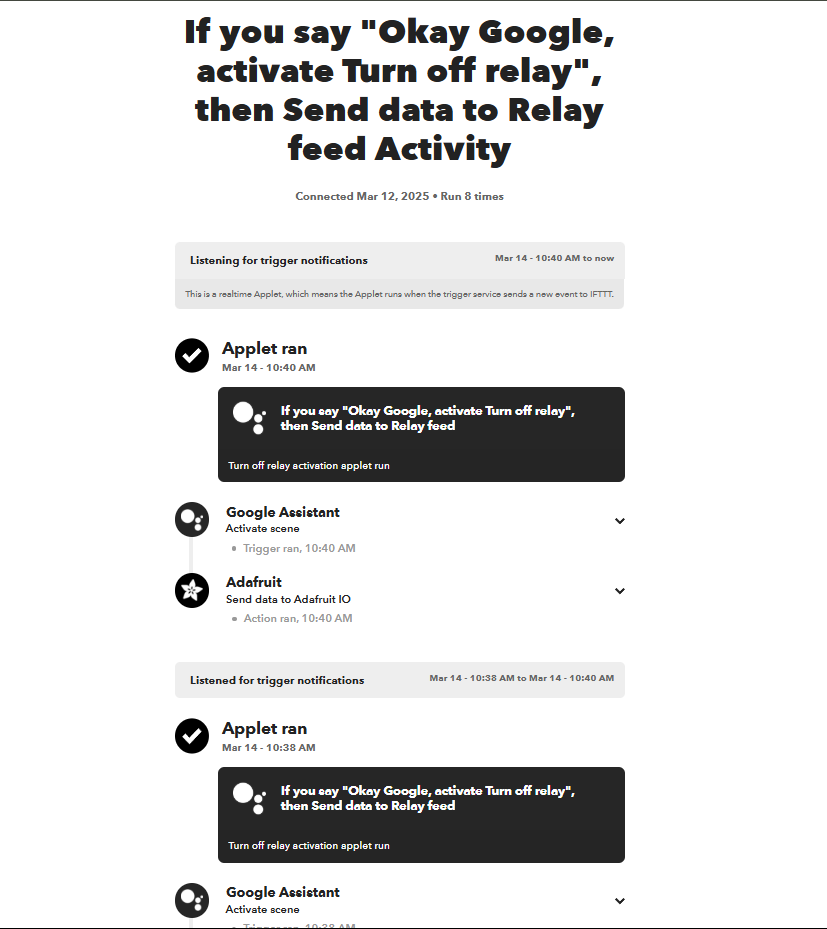 If you say "Okay Google,
activate Turn off relay",
then Send data to Relay
feed Activity
Connected Mar 12, 2025 • Run 8 times
Listening for trigger notifications
Mar 14 - 10:40 AM to now
This is a realtime Applet, which means the Applet runs when the trigger service sends a new event to IFTTT.
Applet ran
Mar 14 - 10:40 AM
If you say "Okay Google, activate Turn off relay",
then Send data to Relay feed
Turn off relay activation applet run
Google Assistant
Activate scene
• Trigger ran, 10:40 AM
Adafruit
Send data to Adafruit IO
• Action ran, 10:40 AM
Listened for trigger notifications
Mar 14 - 10:38 AM to Mar 14 - 10:40 AM
Applet ran
Mar 14 - 10:38 AM
If you say "Okay Google, activate Turn off relay",
then Send data to Relay feed
Turn off relay activation applet run
Google Assistant
Activate scene
• Trigger ran, 10:38 AM